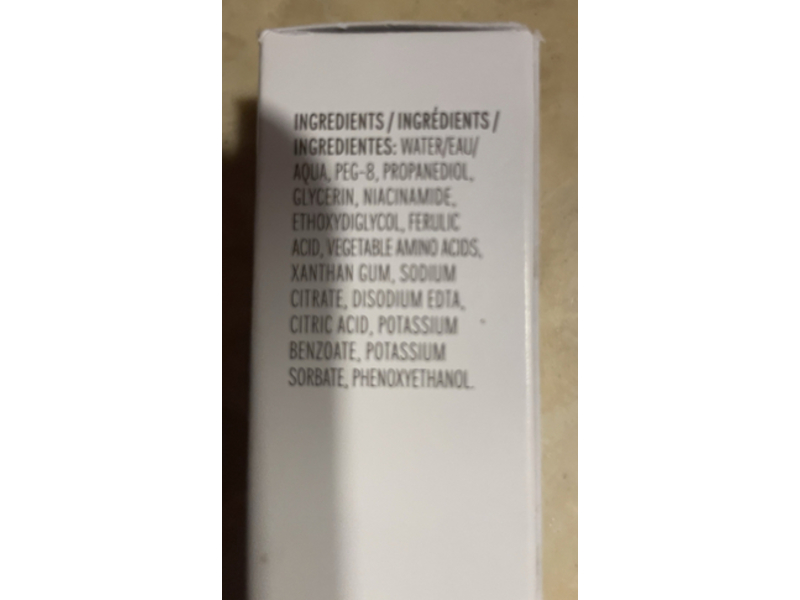 INGREDIENTS / INGRÉDIENTS /
INGREDIENTES: WATER/EAU/
AQUA, PEG-8, PROPANEDIOL,
GLYCERIN, NIACINAMIDE,
ETHOXYDIGLYCOL, FERULIC
ACID, VEGETABLE AMINO ACIDS,
XANTHAN GUM, SODIUM
CITRATE, DISODIUM EDTA,
CITRIC ACID, POTASSIUM
BENZOATE, POTASSIUM
SORBATE, PHENOXYETHANOL.